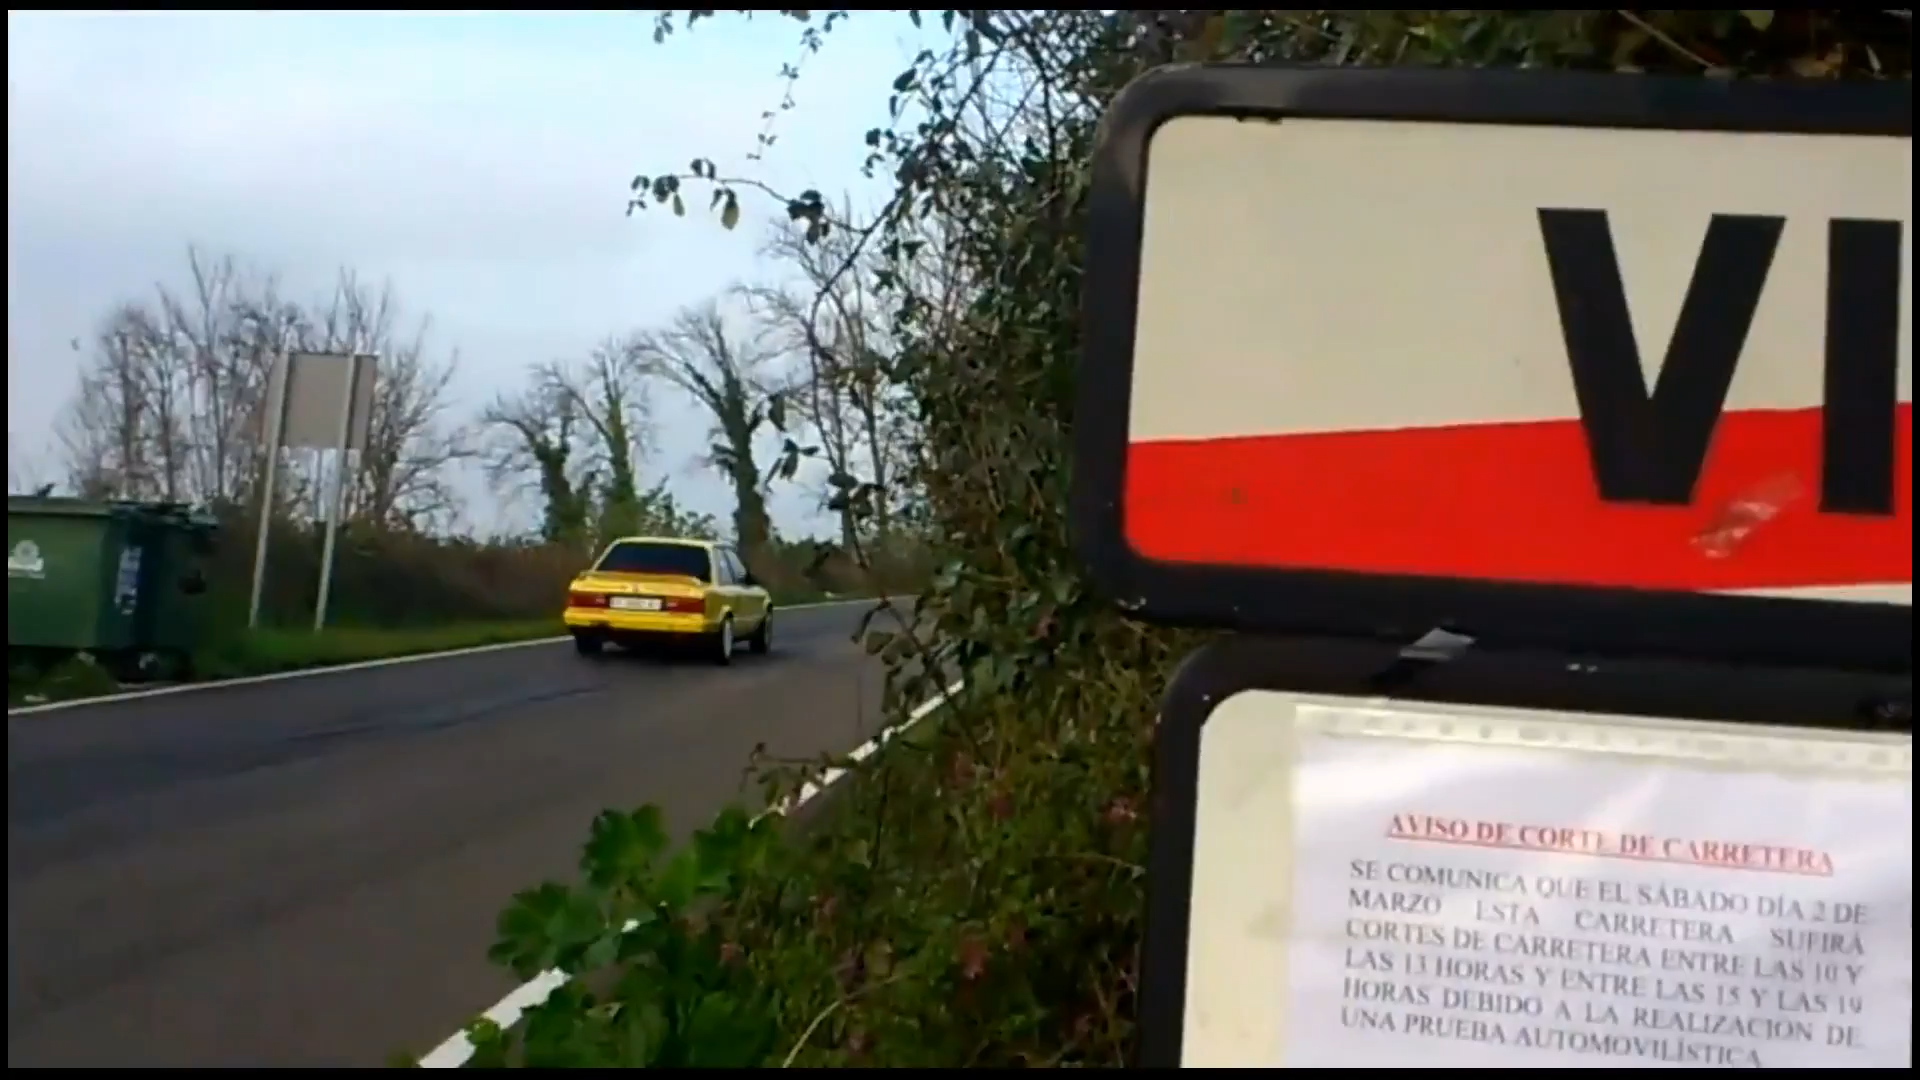 VI
AVISO DE CORTE DE CARRETERA
SE COMUNICA QUE EL SÁBADO DÍA 2 DE
MARZO ESTA CARRETERA SUFIRÁ
CORTES DE CARRETERA ENTRE LAS 10 Y
LAS 13 HORAS Y ENTRE LAS 15 Y LAS 19
HORAS DEBIDO A LA REALIZACION DE
UNA PRUEBA AUTOMOVILÍSTICA